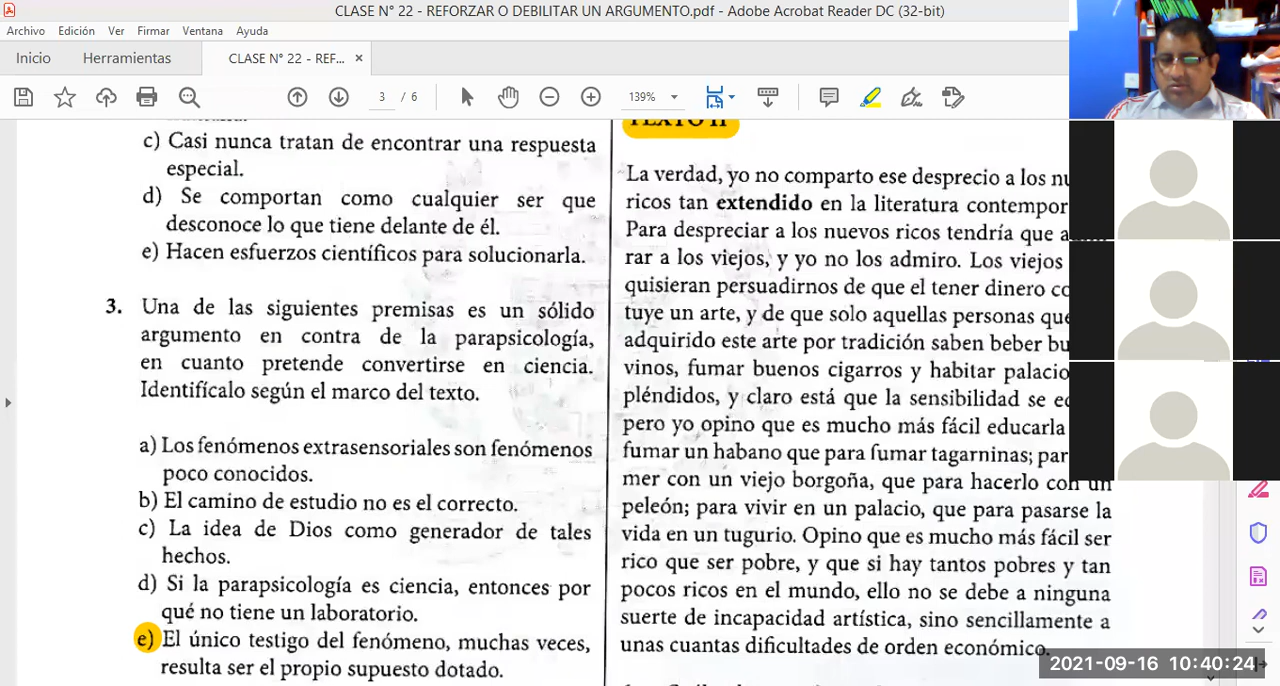 CLASE N° 22 - REFORZAR O DEBILITAR UN ARGUMENTO.pdf - Adobe Acrobat Reader DC (32-bit)
Archivo Edición Ver Firmar Ventana Ayuda
Inicio Herramientas CLASE N° 22 - REF... ×
3 / 6 139%
c) Casi nunca tratan de encontrar una respuesta
especial.
d) Se comportan como cualquier ser que
desconoce lo que tiene delante de él.
e) Hacen esfuerzos científicos para solucionarla.
3. Una de las siguientes premisas es un sólido
argumento en contra de la parapsicología,
en cuanto pretende convertirse en ciencia.
Identifícalo según el marco del texto.
a) Los fenómenos extrasensoriales son fenómenos
poco conocidos.
b) El camino de estudio no es el correcto.
c) La idea de Dios como generador de tales
hechos.
d) Si la parapsicología es ciencia, entonces por
qué no tiene un laboratorio.
e) El único testigo del fenómeno, muchas veces,
resulta ser el propio supuesto dotado.
TEXTO II
La verdad, yo no comparto ese desprecio a los nu
ricos tan extendido en la literatura contempor
Para despreciar a los nuevos ricos tendría que a
rar a los viejos, y yo no los admiro. Los viejos
quisieran persuadirnos de que el tener dinero co
tuye un arte, y de que solo aquellas personas que
adquirido este arte por tradición saben beber bu
vinos, fumar buenos cigarros y habitar palacio
pléndidos, y claro está que la sensibilidad se e
pero yo opino que es mucho más fácil educarla
fumar un habano que para fumar tagarninas; par
mer con un viejo borgoña, que para hacerlo con un
peleón; para vivir en un palacio, que para pasarse la
vida en un tugurio. Opino que es mucho más fácil ser
rico que ser pobre, y que si hay tantos pobres y tan
pocos ricos en el mundo, ello no se debe a ninguna
suerte de incapacidad artística, sino sencillamente a
unas cuantas dificultades de orden económico.
2021-09-16 10:40:24